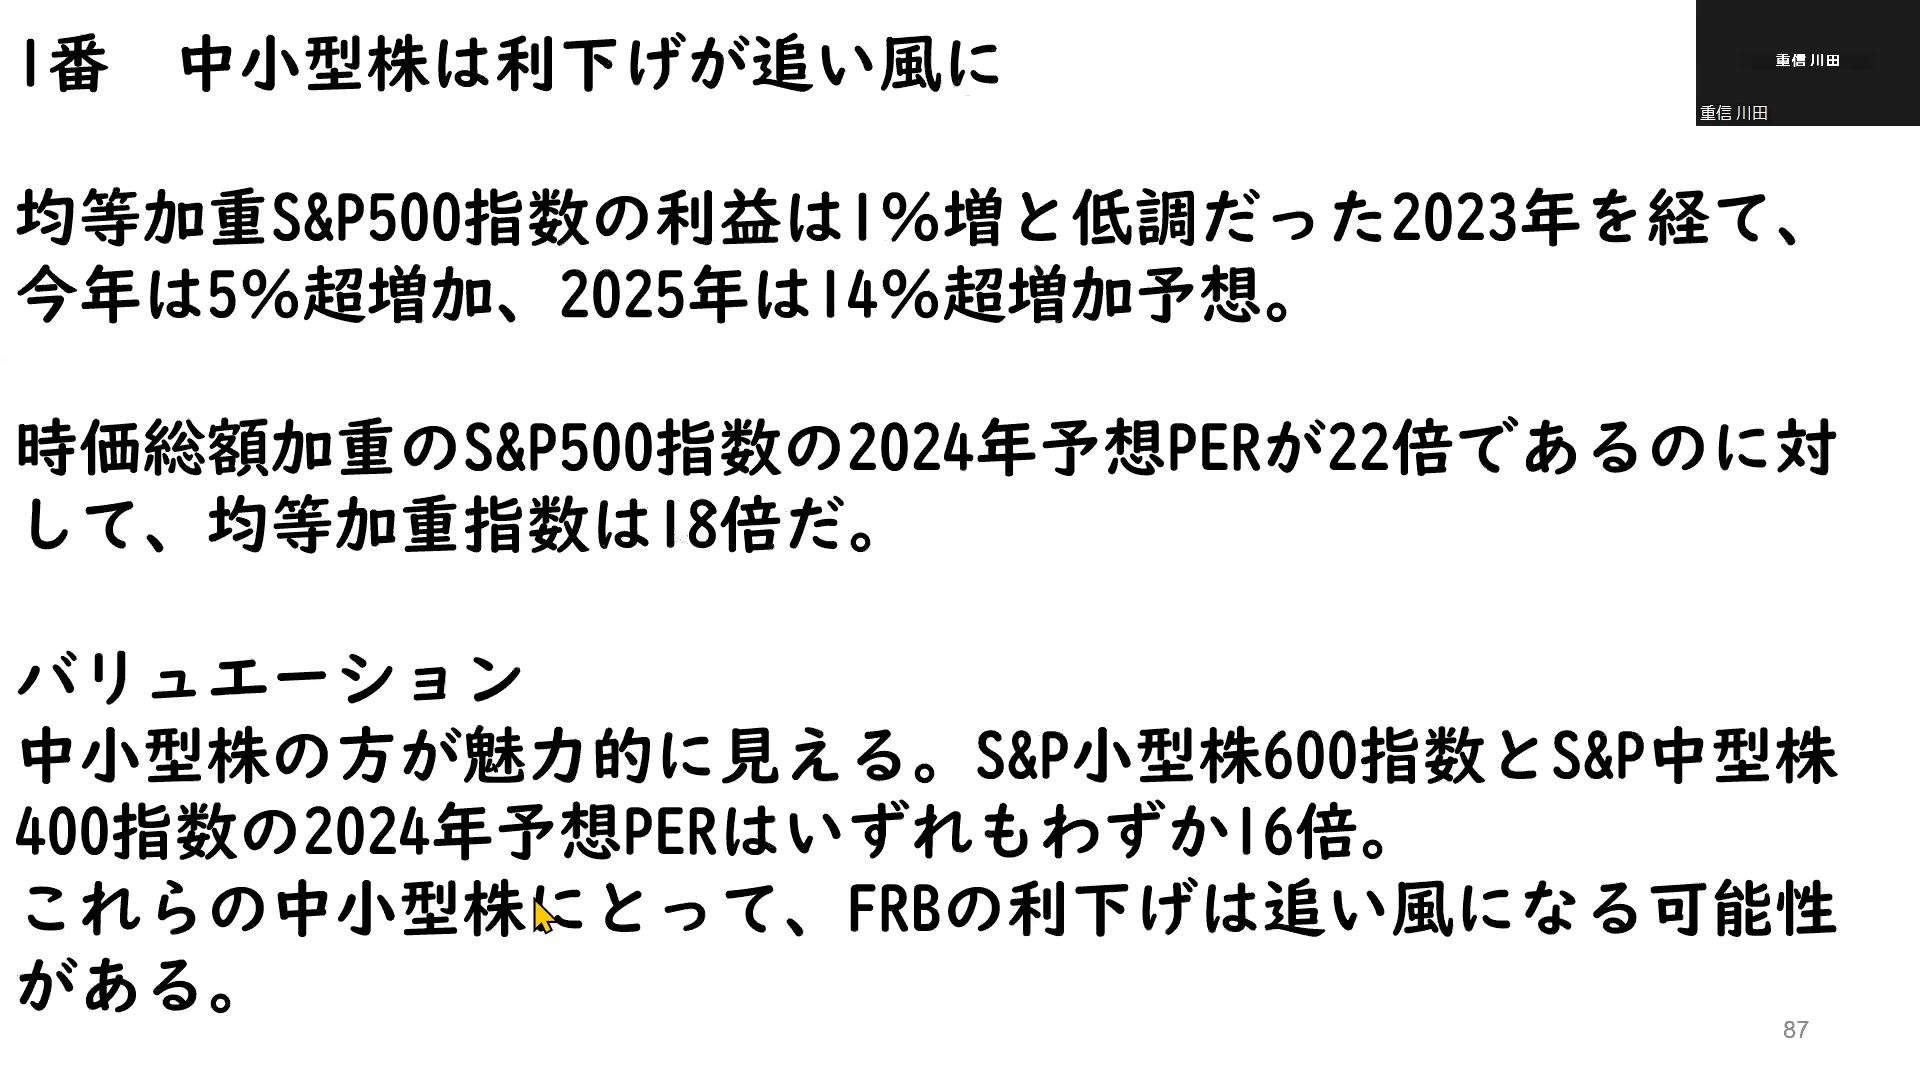 1番　中小型株は利下げが追い風に
重信 川田
重信 川田
均等加重S&P500指数の利益は1%増と低調だった2023年を経て、
今年は5%超増加、2025年は14%超増加予想。
時価総額加重のS&P500指数の2024年予想PERが22倍であるのに対
して、均等加重指数は18倍だ。
バリュエーション
中小型株の方が魅力的に見える。S&P小型株600指数とS&P中型株
400指数の2024年予想PERはいずれもわずか16倍。
これらの中小型株にとって、FRBの利下げは追い風になる可能性
がある。
87